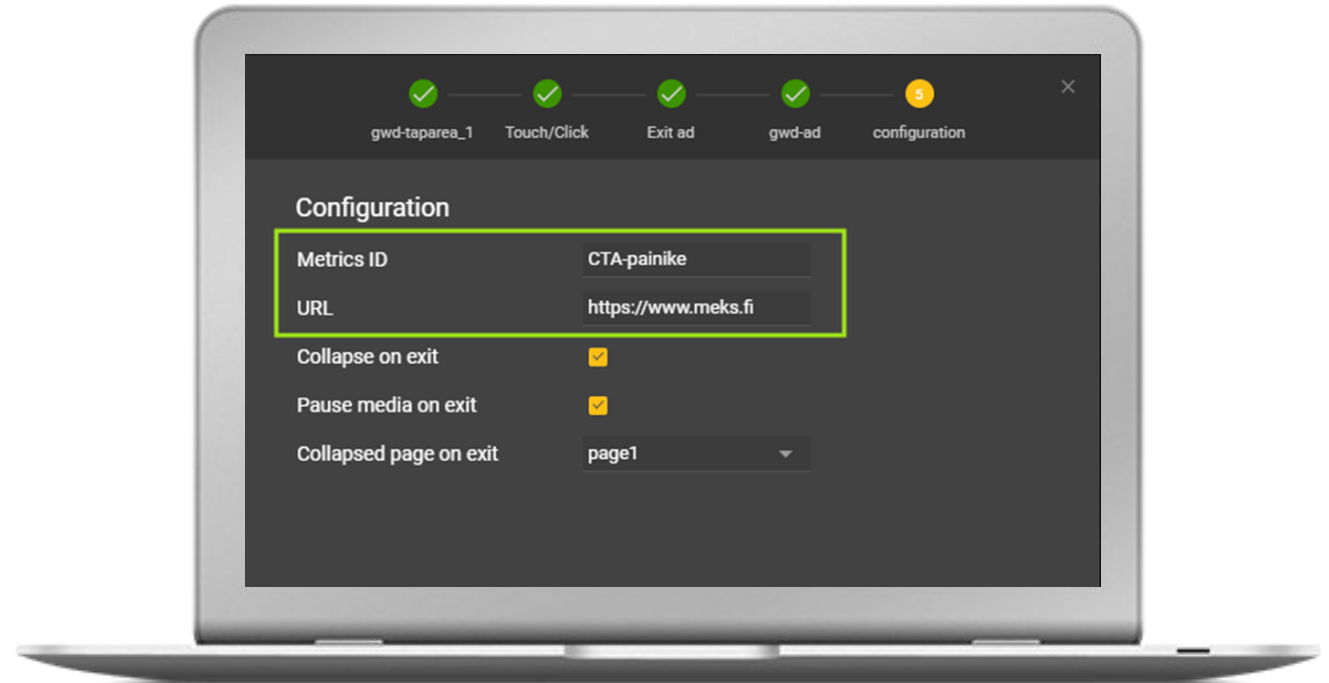 5
gwd-taparea_1 Touch/Click Exit ad gwd-ad configuration
Configuration
Metrics ID CTA-painike
URL https://www.meks.fi
Collapse on exit
Pause media on exit
Collapsed page on exit page1